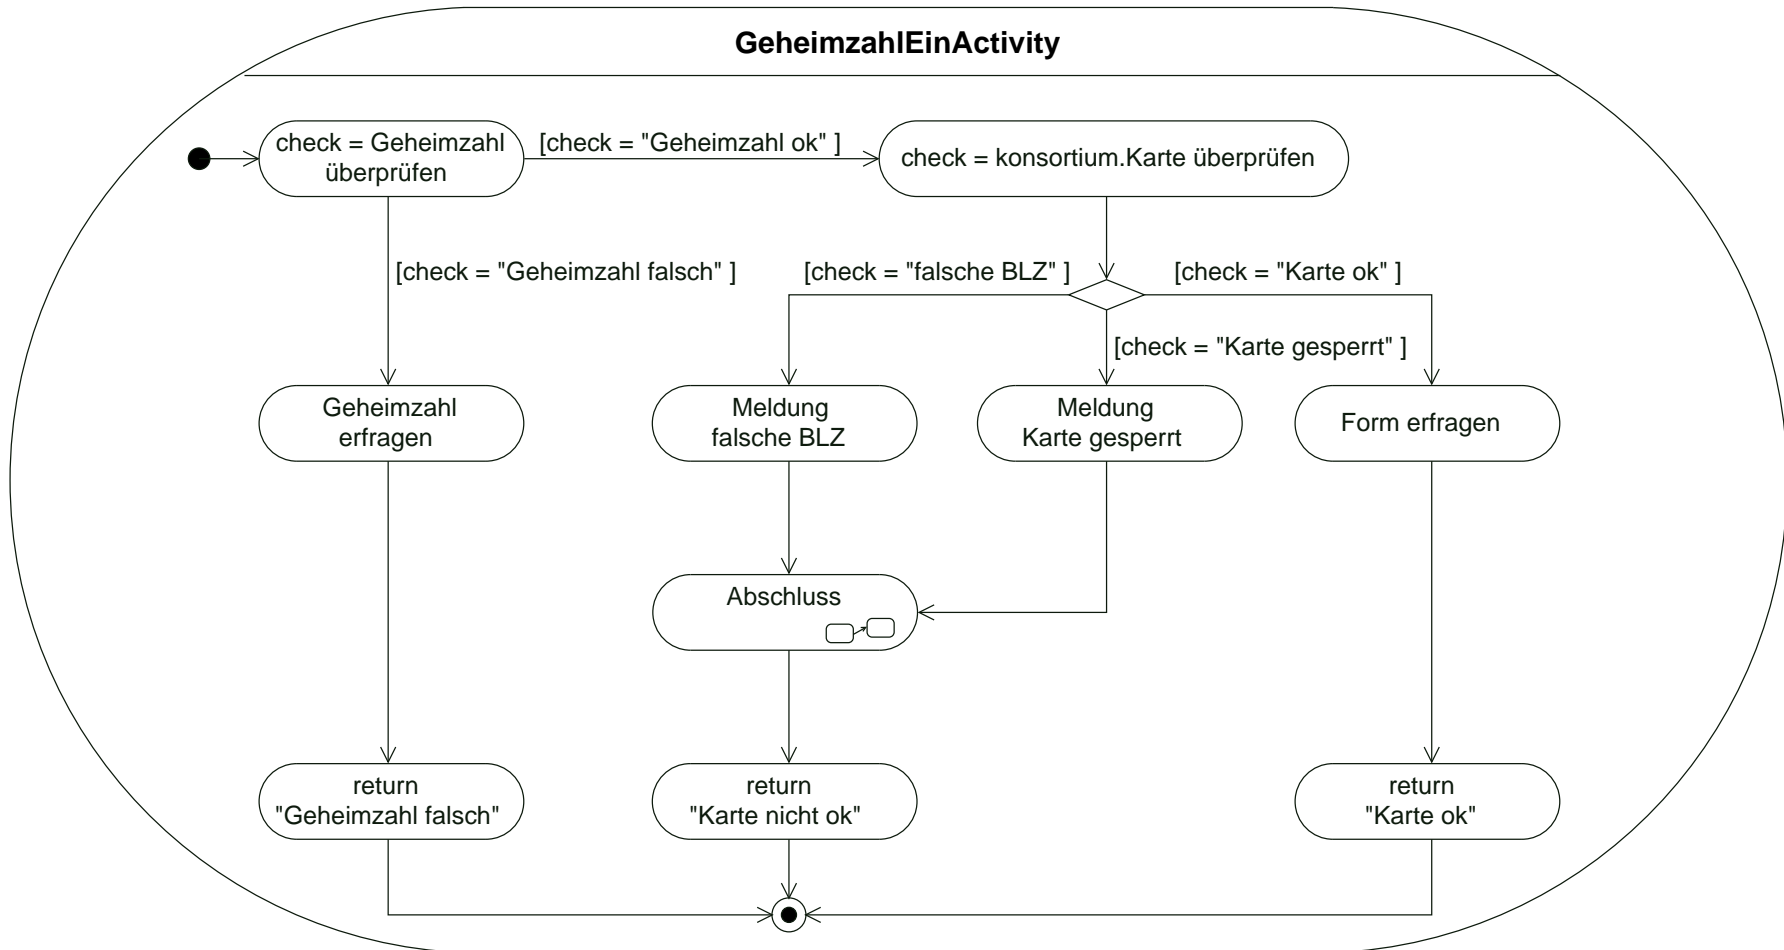 GeheimzahlEinActivity
check = Geheimzahl
überprüfen
[check = "Geheimzahl ok" ]
check = konsortium.Karte überprüfen
[check = "Geheimzahl falsch" ]
[check = "falsche BLZ" ]
[check = "Karte ok" ]
[check = "Karte gesperrt" ]
Geheimzahl
erfragen
Meldung
falsche BLZ
Meldung
Karte gesperrt
Form erfragen
Abschluss
return
"Geheimzahl falsch"
return
"Karte nicht ok"
return
"Karte ok"